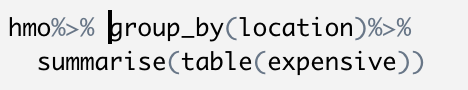 hmo%>% group_by(location)%>%
  summarise(table(expensive))